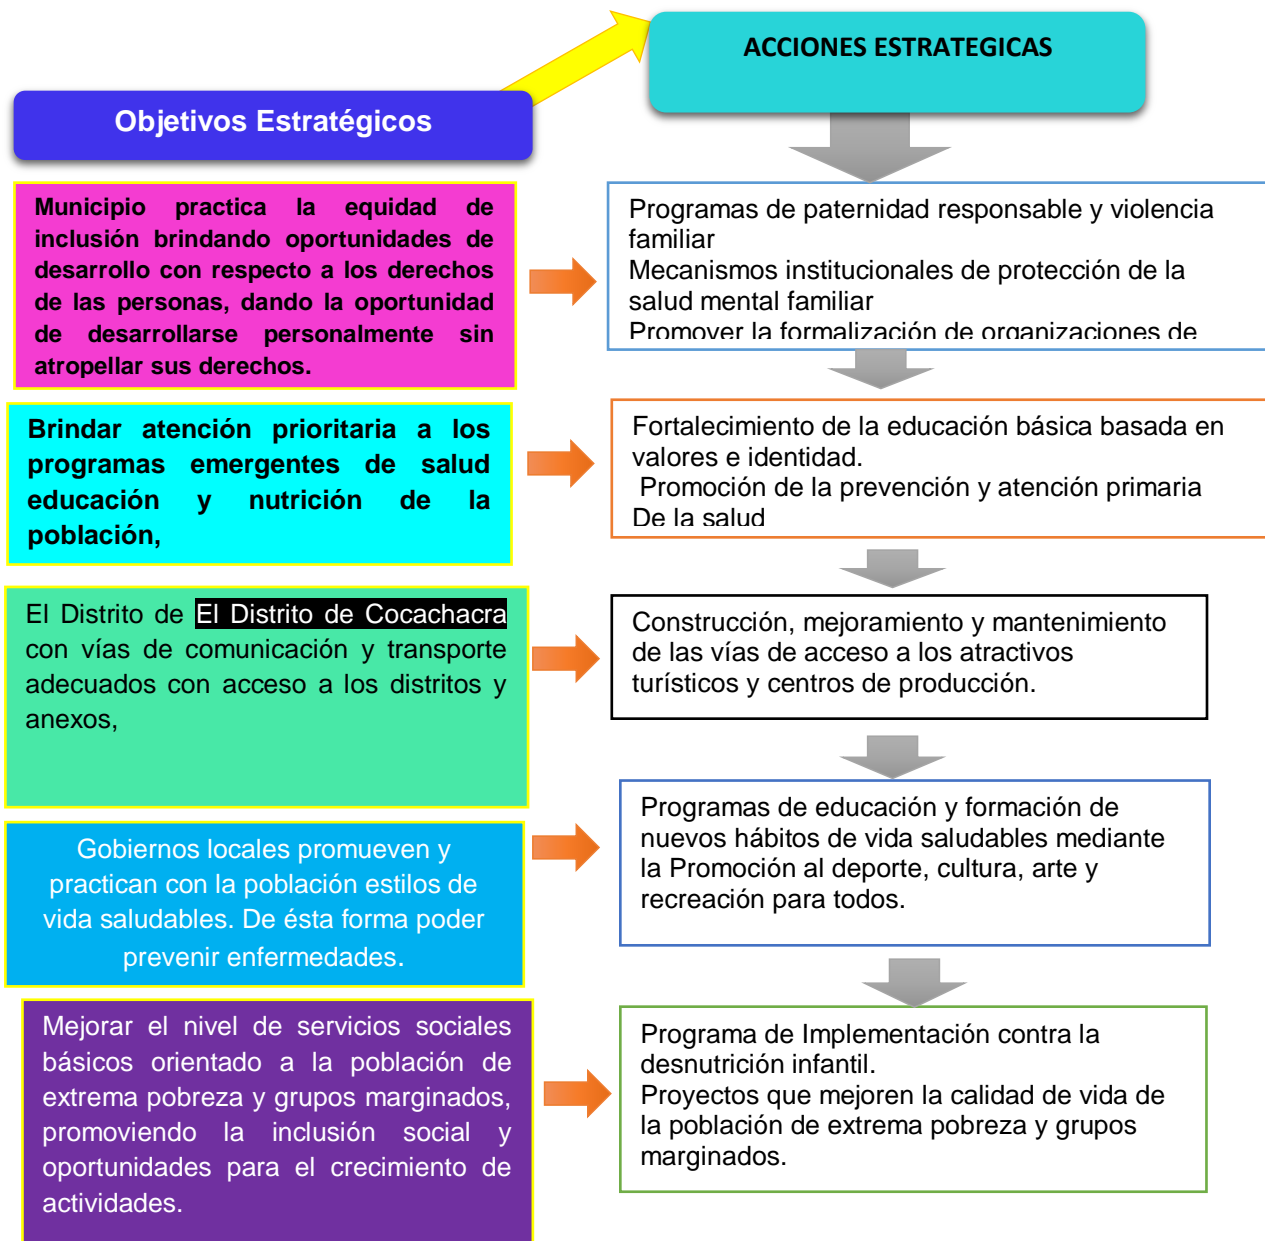 ACCIONES ESTRATEGICAS
Objetivos Estratégicos
Municipio practica la equidad de
inclusión brindando oportunidades de
desarrollo con respecto a los derechos
de las personas, dando la oportunidad
de desarrollarse personalmente sin
atropellar sus derechos.
Programas de paternidad responsable y violencia
familiar
Mecanismos institucionales de protección de la
salud mental familiar
Promover la formalización de organizaciones de
Brindar atención prioritaria a los
programas emergentes de salud
educación y nutrición de la
población,
Fortalecimiento de la educación básica basada en
valores e identidad.
Promoción de la prevención y atención primaria
De la salud
El Distrito de El Distrito de Cocachacra
con vías de comunicación y transporte
adecuados con acceso a los distritos y
anexos,
Construcción, mejoramiento y mantenimiento
de las vías de acceso a los atractivos
turísticos y centros de producción.
Gobiernos locales promueven y
practican con la población estilos de
vida saludables. De ésta forma poder
prevenir enfermedades.
Programas de educación y formación de
nuevos hábitos de vida saludables mediante
la Promoción al deporte, cultura, arte y
recreación para todos.
Mejorar el nivel de servicios sociales
básicos orientado a la población de
extrema pobreza y grupos marginados,
promoviendo la inclusión social y
oportunidades para el crecimiento de
actividades.
Programa de Implementación contra la
desnutrición infantil.
Proyectos que mejoren la calidad de vida de
la población de extrema pobreza y grupos
marginados.